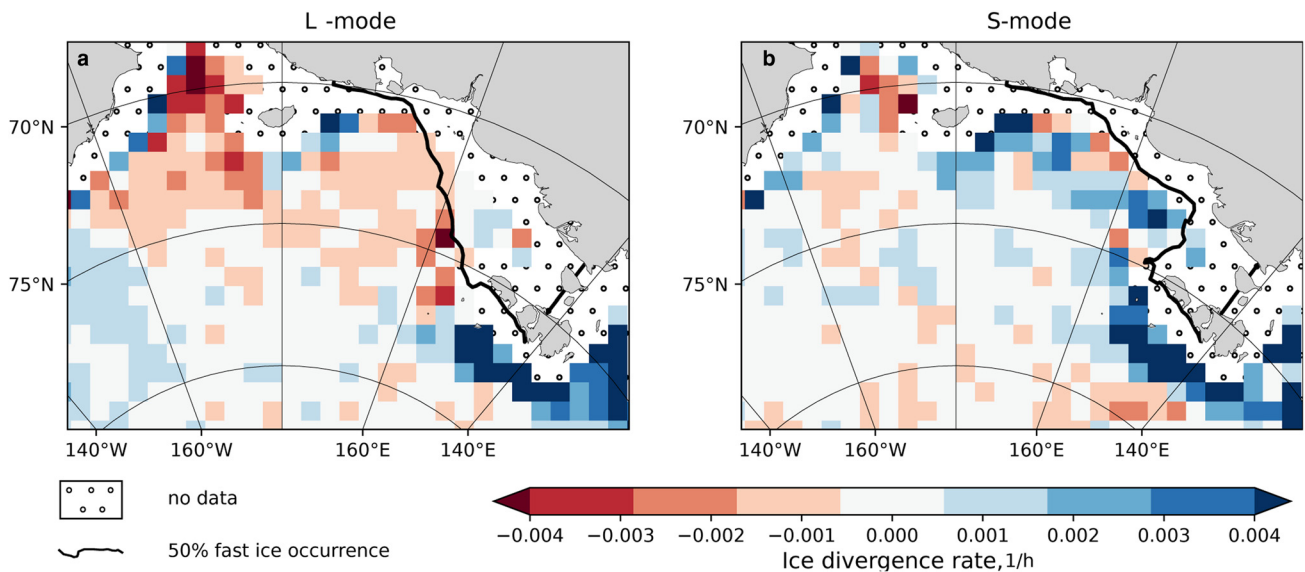 L -mode
S-mode
a
b
70°N
75°N
70°N
75°N
140°W 160°W 160°E 140°E
140°W 160°W 160°E 140°E
no data
50% fast ice occurrence
−0.004 −0.003 −0.002 −0.001 0.000 0.001 0.002 0.003 0.004
Ice divergence rate,1/h